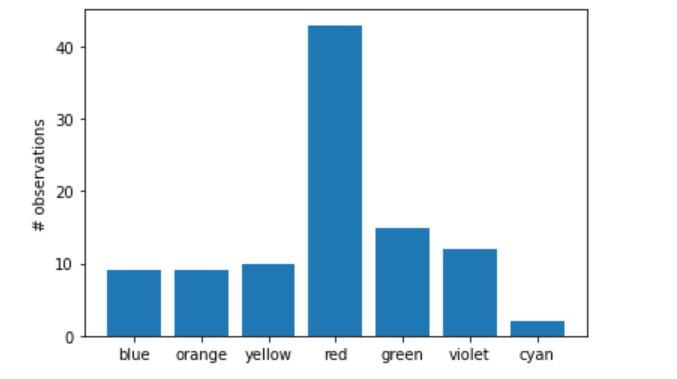 # observations
40
30
20
10
0
blue orange yellow red green violet cyan